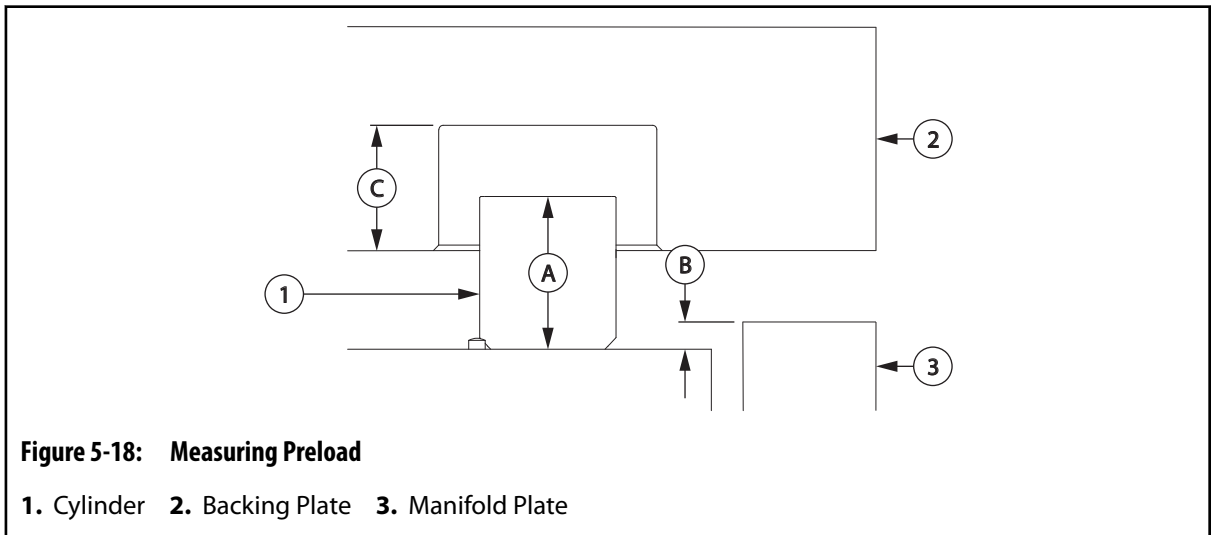 C
2
A
B
1
3
Figure 5-18: Measuring Preload
1. Cylinder 2. Backing Plate 3. Manifold Plate